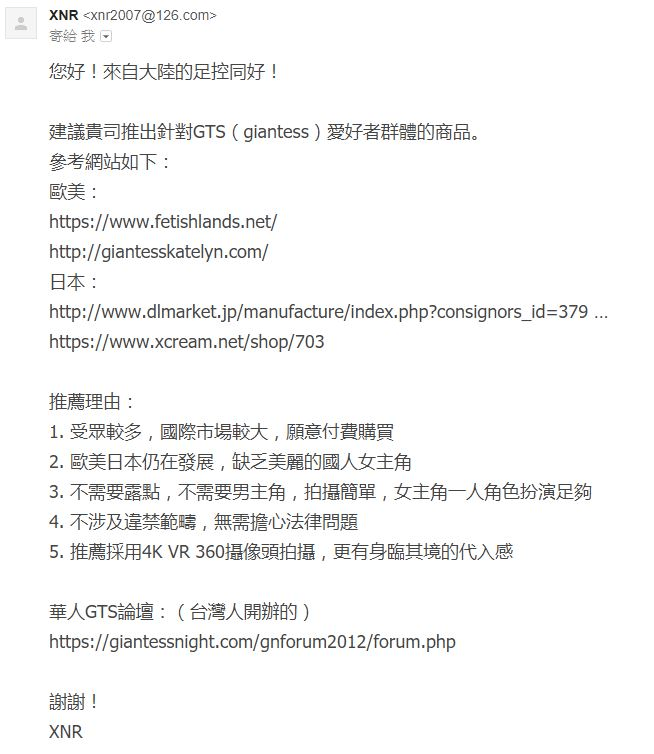 XNR <xnr2007@126.com>
寄給 我
您好！來自大陸的足控同好！
建議貴司推出針對GTS（giantess）愛好者群體的商品。
參考網站如下：
歐美：
https://www.fetishlands.net/
http://giantesskatelyn.com/
日本：
http://www.dlmarket.jp/manufacture/index.php?consignors_id=379 ...
https://www.xcream.net/shop/703
推薦理由：
1. 受眾較多，國際市場較大，願意付費購買
2. 歐美日本仍在發展，缺乏美麗的國人女主角
3. 不需要露點，不需要男主角，拍攝簡單，女主角一人角色扮演足夠
4. 不涉及違禁範疇，無需擔心法律問題
5. 推薦採用4K VR 360攝像頭拍攝，更有身臨其境的代入感
華人GTS論壇：（台灣人開辦的）
https://giantessnight.com/gnforum2012/forum.php
謝謝！
XNR